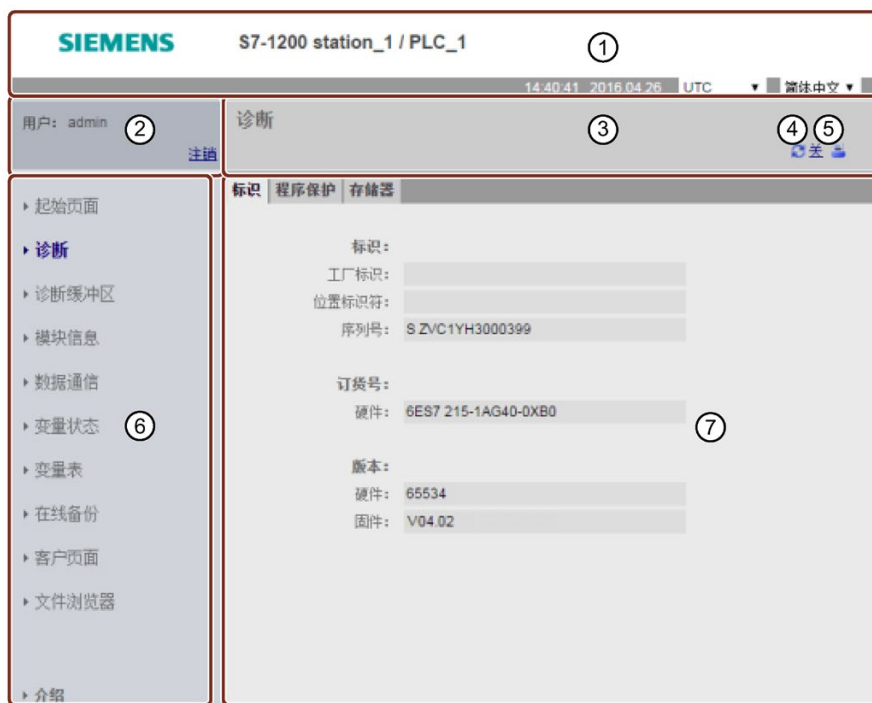 SIEMENS S7-1200 station_1 / PLC_1
①
14:40:41 2016.04.26 UTC 简体中文
用户: admin
②
注销
诊断
③
④ ⑤
关
标识 程序保护 存储器
起始页面
诊断
诊断缓冲区
模块信息
数据通信
变量状态
⑥
变量表
在线备份
客户页面
文件浏览器
介绍
标识:
工厂标识:
位置标识符:
序列号: S ZVC1YH3000399
订货号:
硬件: 6ES7 215-1AG40-0XB0
⑦
版本:
硬件: 65534
固件: V04.02